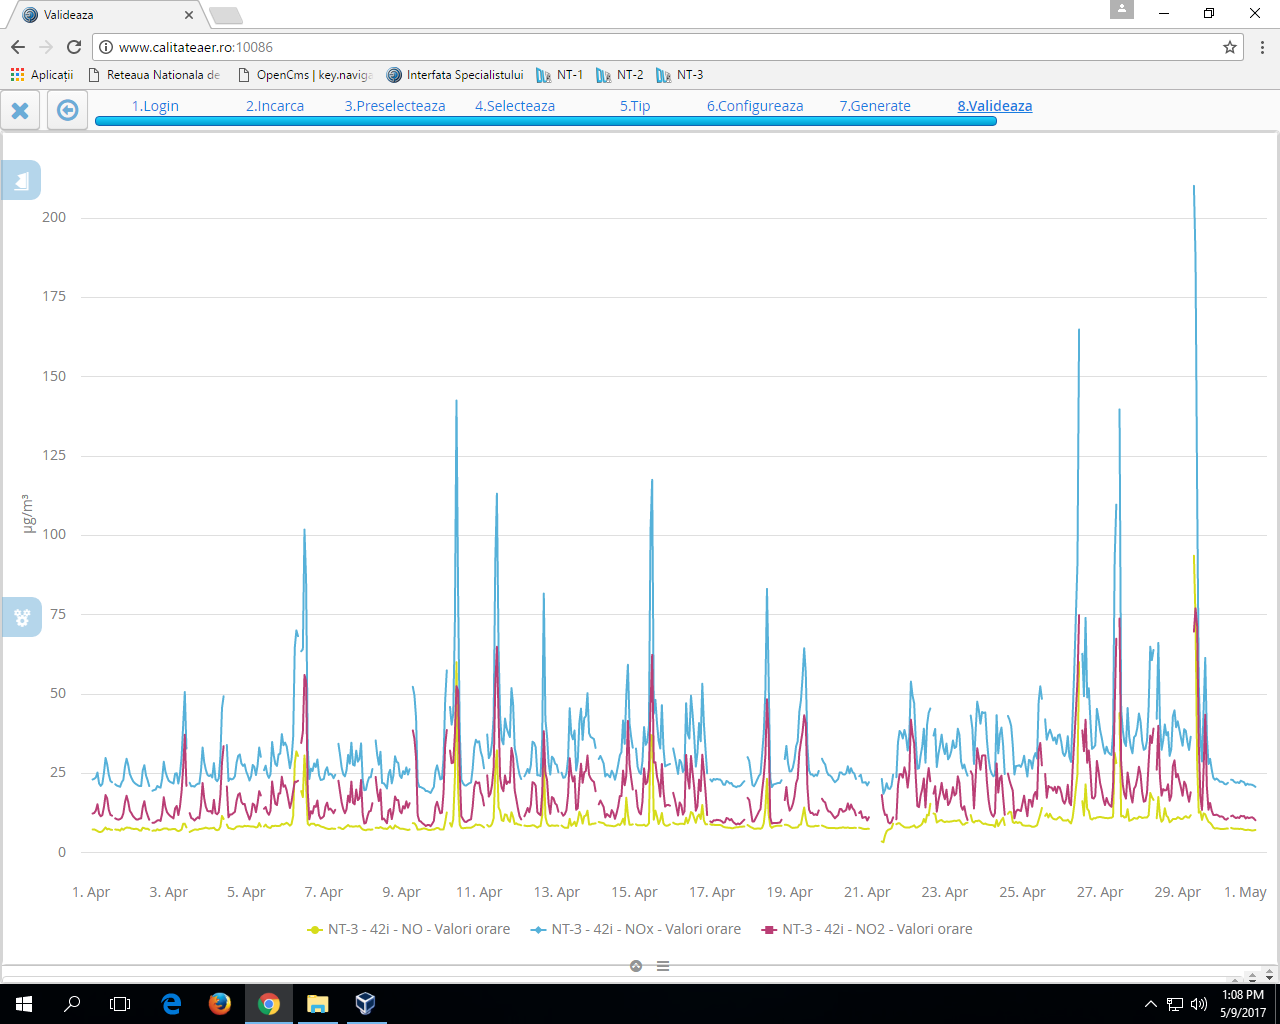 Valideaza
www.calitateaer.ro:10086
Aplicații Reteaua Nationala de OpenCms | key.naviga Interfata Specialistului NT-1 NT-2 NT-3
1.Login 2.Incarca 3.Preselecteaza 4.Selecteaza 5.Tip 6.Configureaza 7.Generate 8.Valideaza
200
175
150
125
100
75
50
25
0
µg/m³
1. Apr 3. Apr 5. Apr 7. Apr 9. Apr 11. Apr 13. Apr 15. Apr 17. Apr 19. Apr 21. Apr 23. Apr 25. Apr 27. Apr 29. Apr 1. May
NT-3 - 42i - NO - Valori orare NT-3 - 42i - NOx - Valori orare NT-3 - 42i - NO2 - Valori orare
1:08 PM
5/9/2017